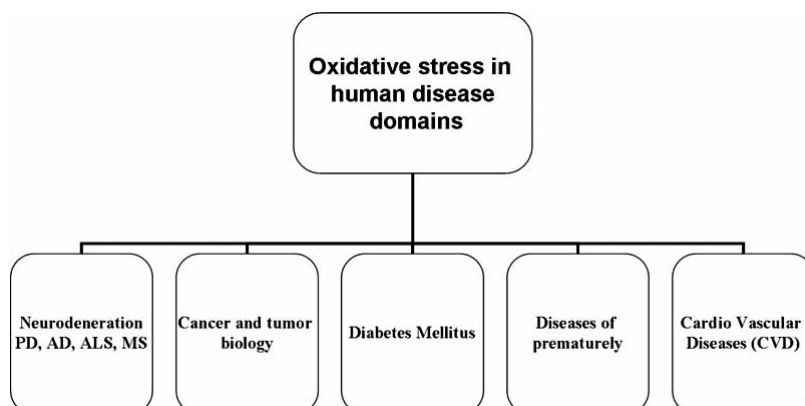 Oxidative stress in
human disease
domains
Neurodeneration
PD, AD, ALS, MS
Cancer and tumor
biology
Diabetes Mellitus
Diseases of
prematurely
Cardio Vascular
Diseases (CVD)